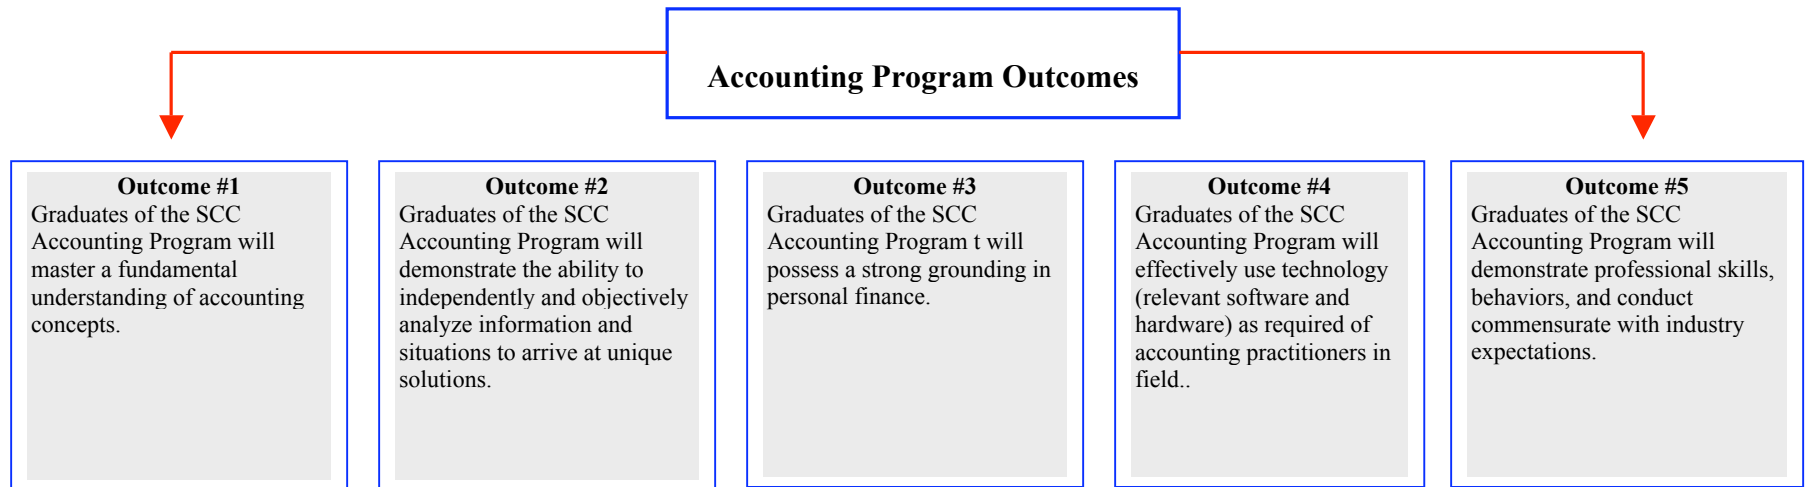 Accounting Program Outcomes
Outcome #1
Graduates of the SCC
Accounting Program will
master a fundamental
understanding of accounting
concepts.
Outcome #2
Graduates of the SCC
Accounting Program will
demonstrate the ability to
independently and objectively
analyze information and
situations to arrive at unique
solutions.
Outcome #3
Graduates of the SCC
Accounting Program t will
possess a strong grounding in
personal finance.
Outcome #4
Graduates of the SCC
Accounting Program will
effectively use technology
(relevant software and
hardware) as required of
accounting practitioners in
field..
Outcome #5
Graduates of the SCC
Accounting Program will
demonstrate professional skills,
behaviors, and conduct
commensurate with industry
expectations.